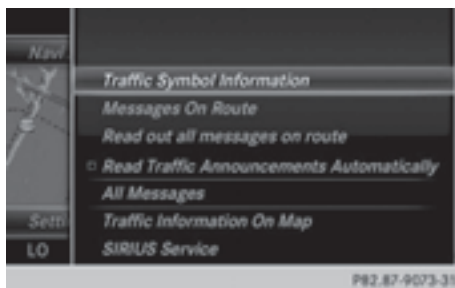 Navi
Traffic Symbol Information
Messages On Route
Read out all messages on route
Read Traffic Announcements Automatically
All Messages
Setti
Traffic Information On Map
LO
SIRIUS Service
P82.87-9073-31